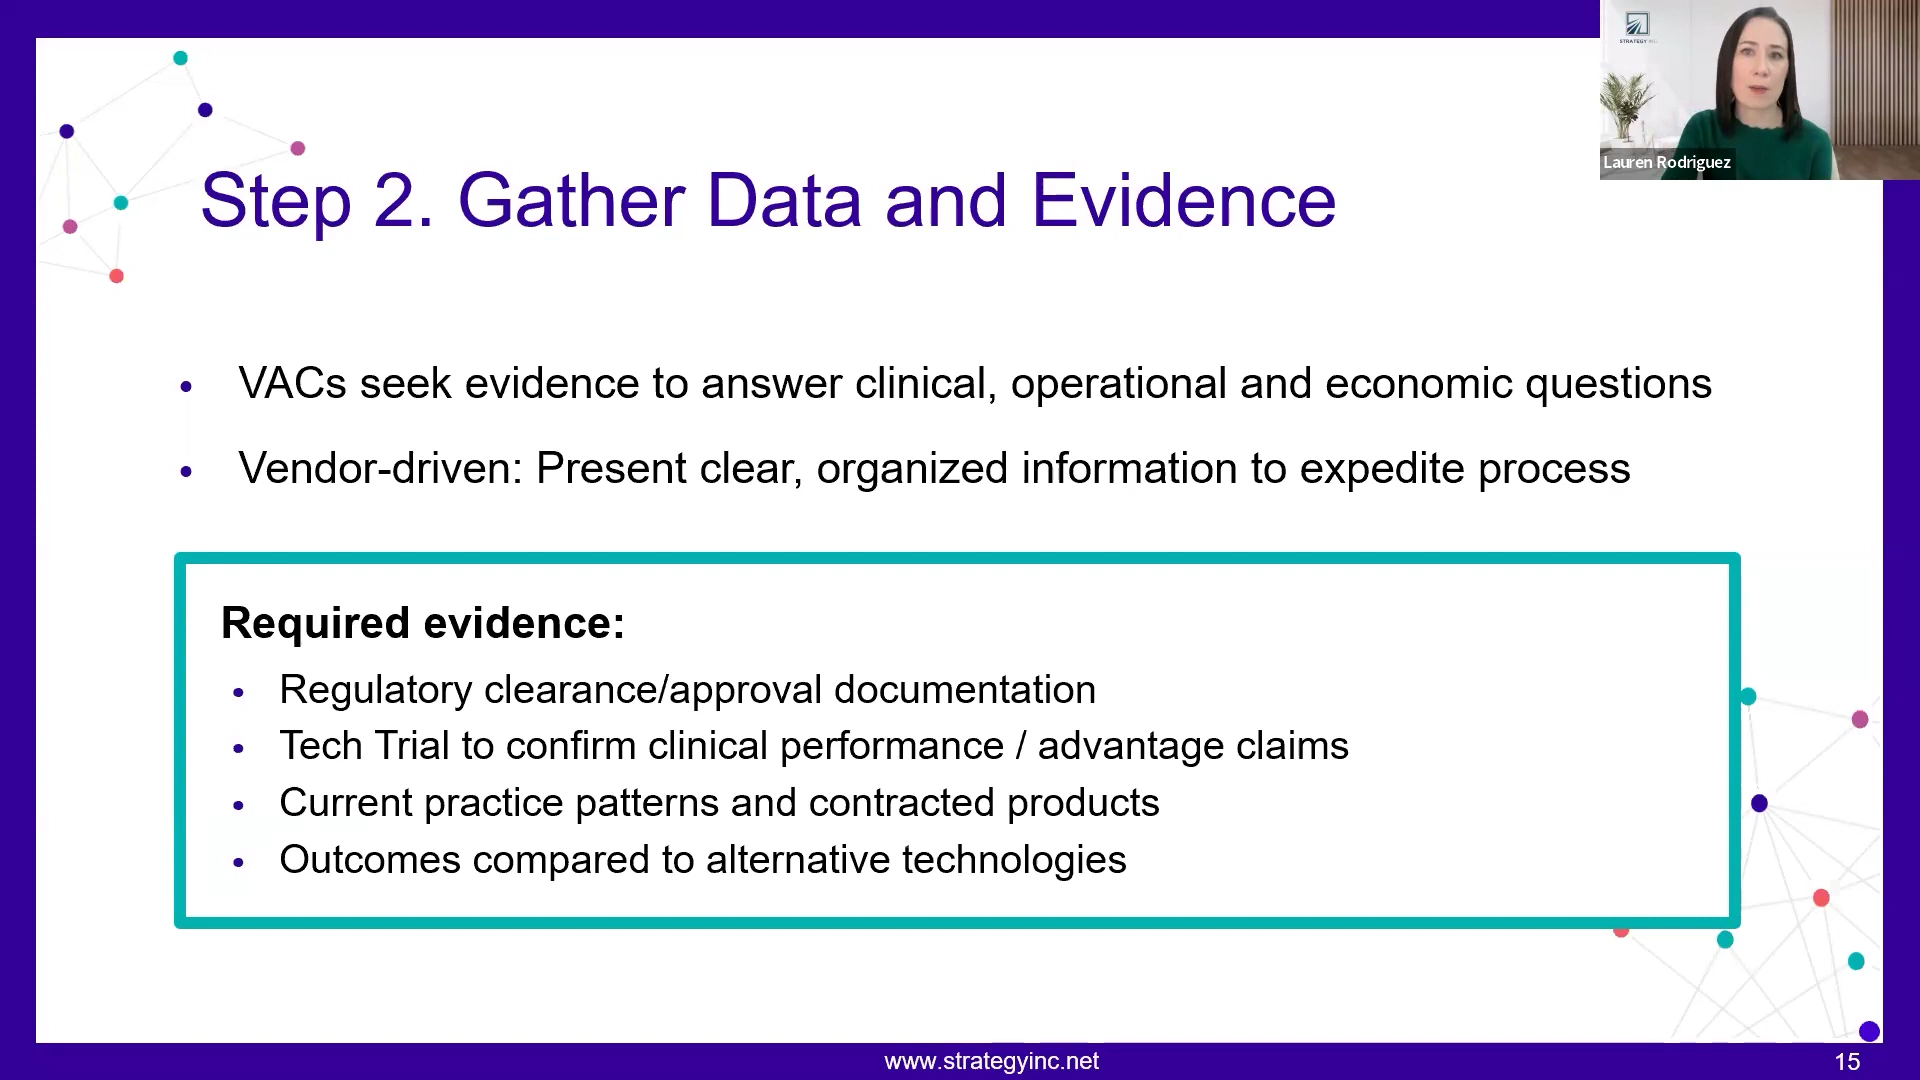 STRATEGY INC.
Lauren Rodriguez
Step 2. Gather Data and Evidence
• VACs seek evidence to answer clinical, operational and economic questions
• Vendor-driven: Present clear, organized information to expedite process
Required evidence:
• Regulatory clearance/approval documentation
• Tech Trial to confirm clinical performance / advantage claims
• Current practice patterns and contracted products
• Outcomes compared to alternative technologies
www.strategyinc.net
15